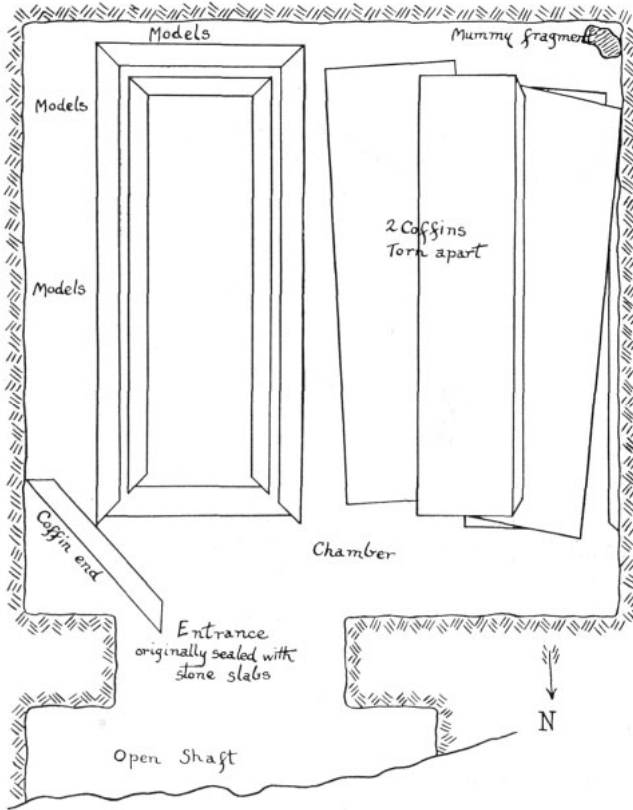 Models
Mummy fragment
Models
2 Coffins
Torn apart
Models
Coffin end
Chamber
Entrance
originally sealed with
stone slabs
N
Open Shaft